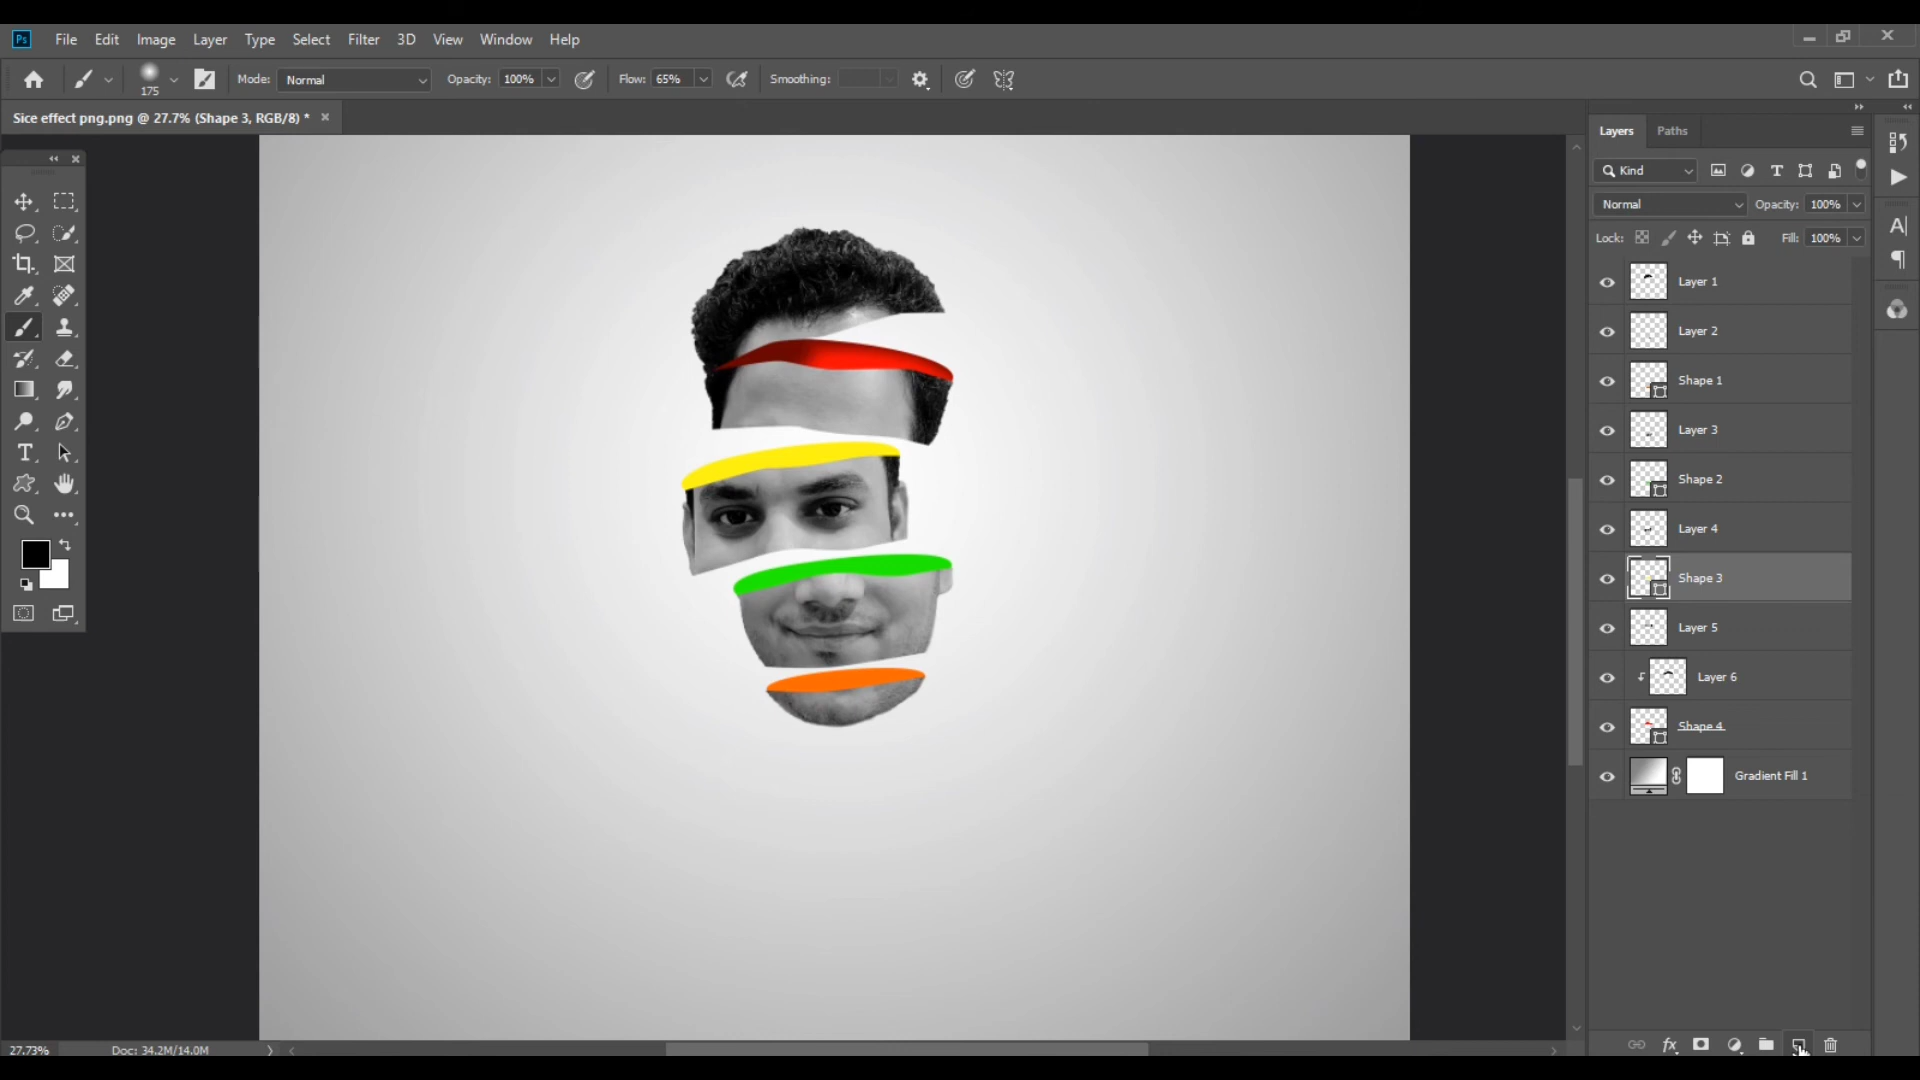 Ps File Edit Image Layer Type Select Filter 3D View Window Help
175 Mode: Normal Opacity: 100% Flow: 65% Smoothing:
Sice effect png.png @ 27.7% (Shape 3, RGB/8) *
Layers Paths
Kind
Normal Opacity: 100%
Lock: Fill: 100%
Layer 1
Layer 2
Shape 1
Layer 3
Shape 2
Layer 4
Shape 3
Layer 5
Layer 6
Shape 4
Gradient Fill 1
27.73% Doc: 34.2M/14.0M
fx